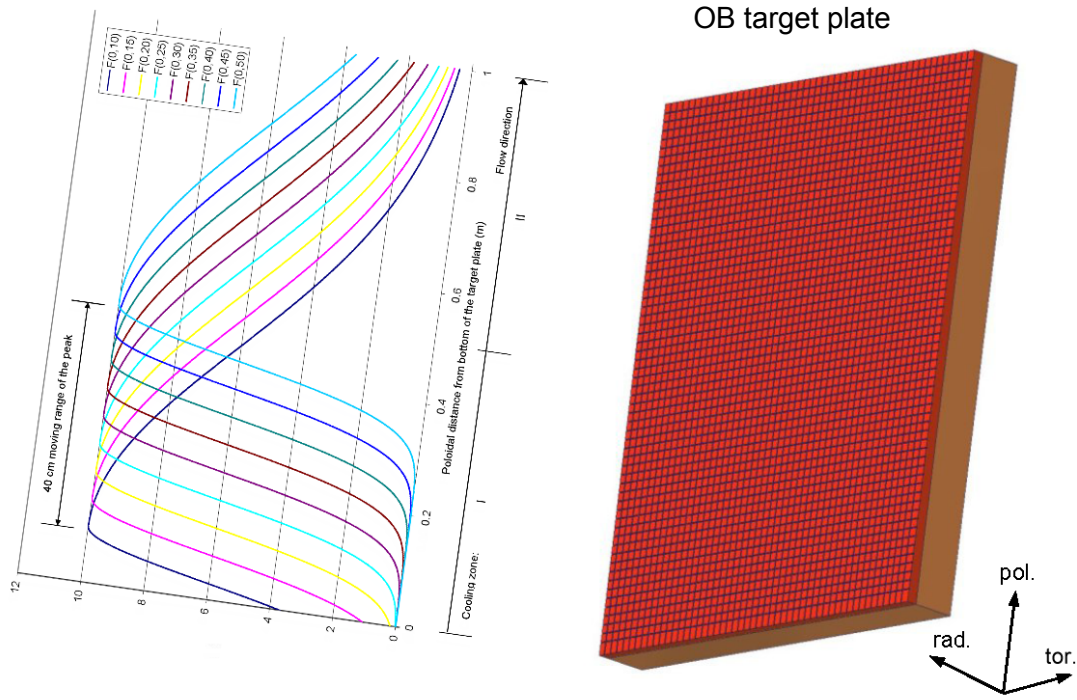 OB target plate
F(0,10)
F(0,15)
F(0,20)
F(0,25)
F(0,30)
F(0,35)
F(0,40)
F(0,45)
F(0,50)
40 cm moving range of the peak
12
10
8
6
4
2
0
0
0.2
0.4
0.6
0.8
1
Poloidal distance from bottom of the target plate (m)
Flow direction
Cooling zone:
I
II
pol.
rad.
tor.